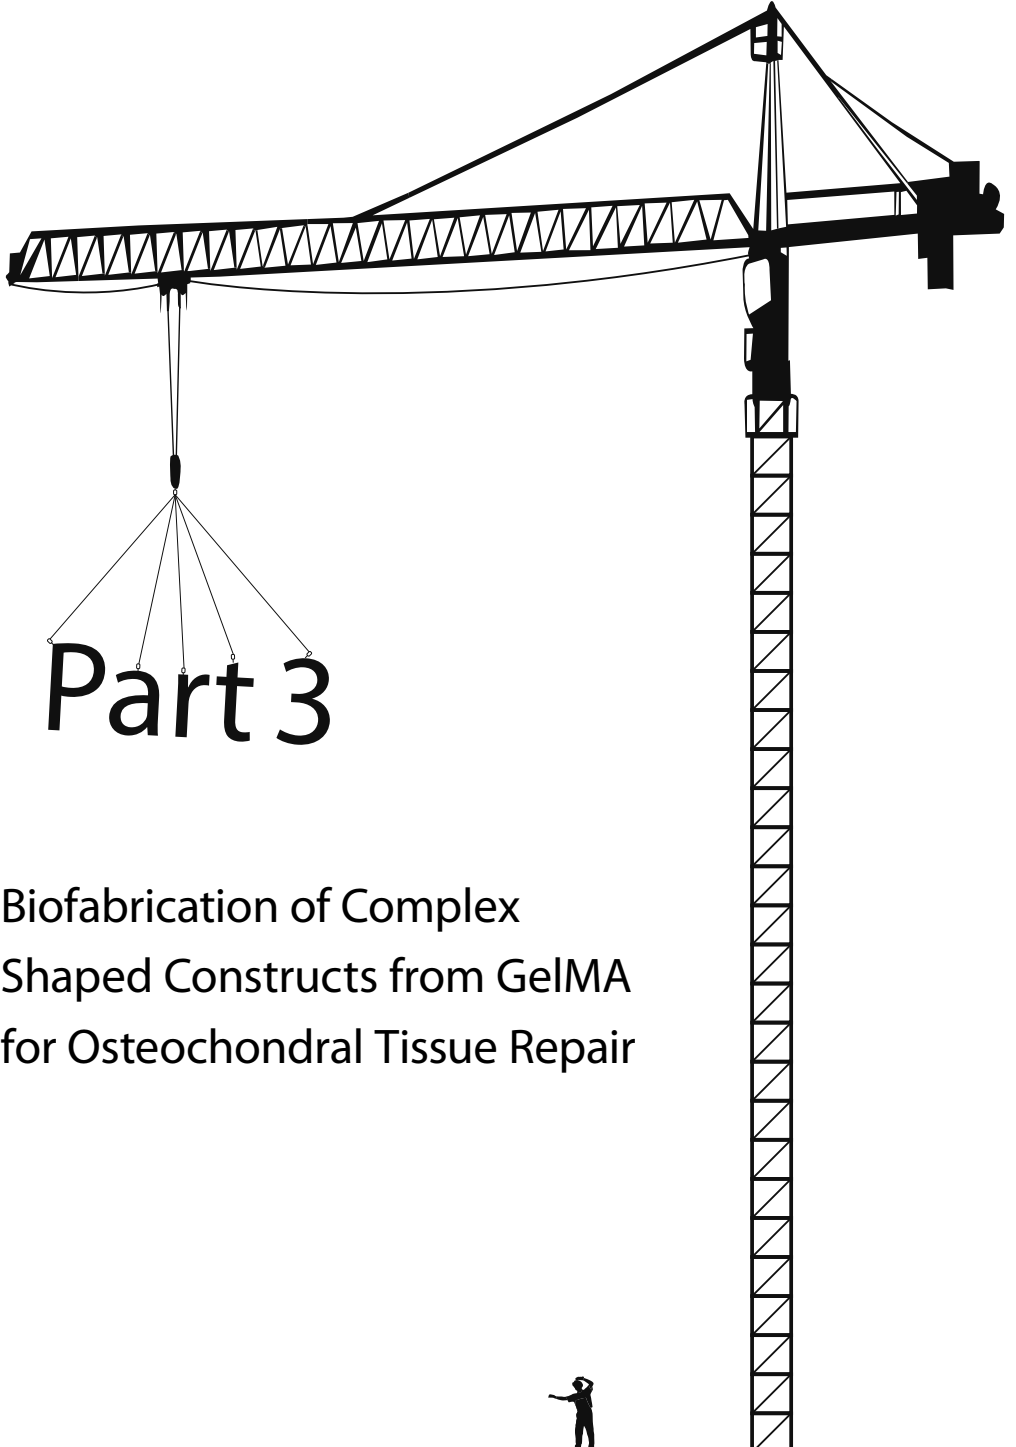 Part 3
Biofabrication of Complex
Shaped Constructs from GelMA
for Osteochondral Tissue Repair